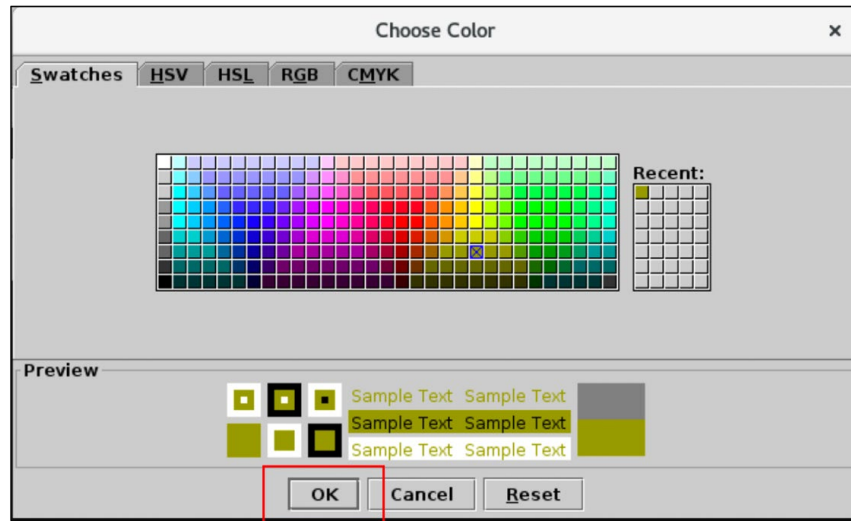 Choose Color
Swatches HSV HSL RGB CMYK
Recent:
Preview
Sample Text Sample Text
Sample Text Sample Text
Sample Text Sample Text
OK Cancel Reset